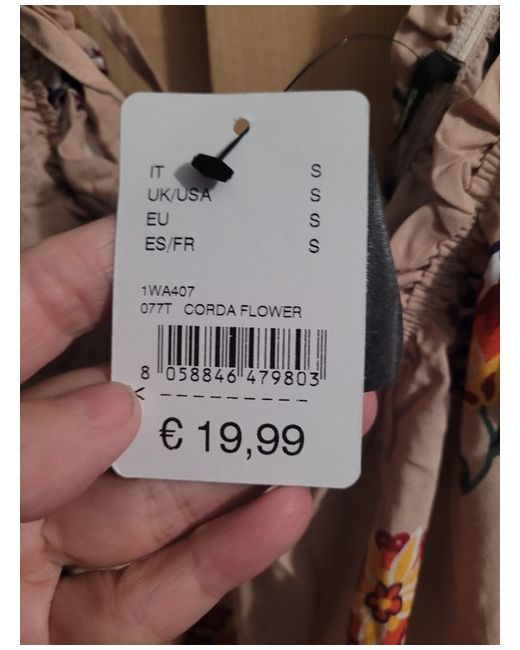 IT S
UK/USA S
EU S
ES/FR S
1WA407
077T CORDA FLOWER
8 058846 479803
€ 19,99